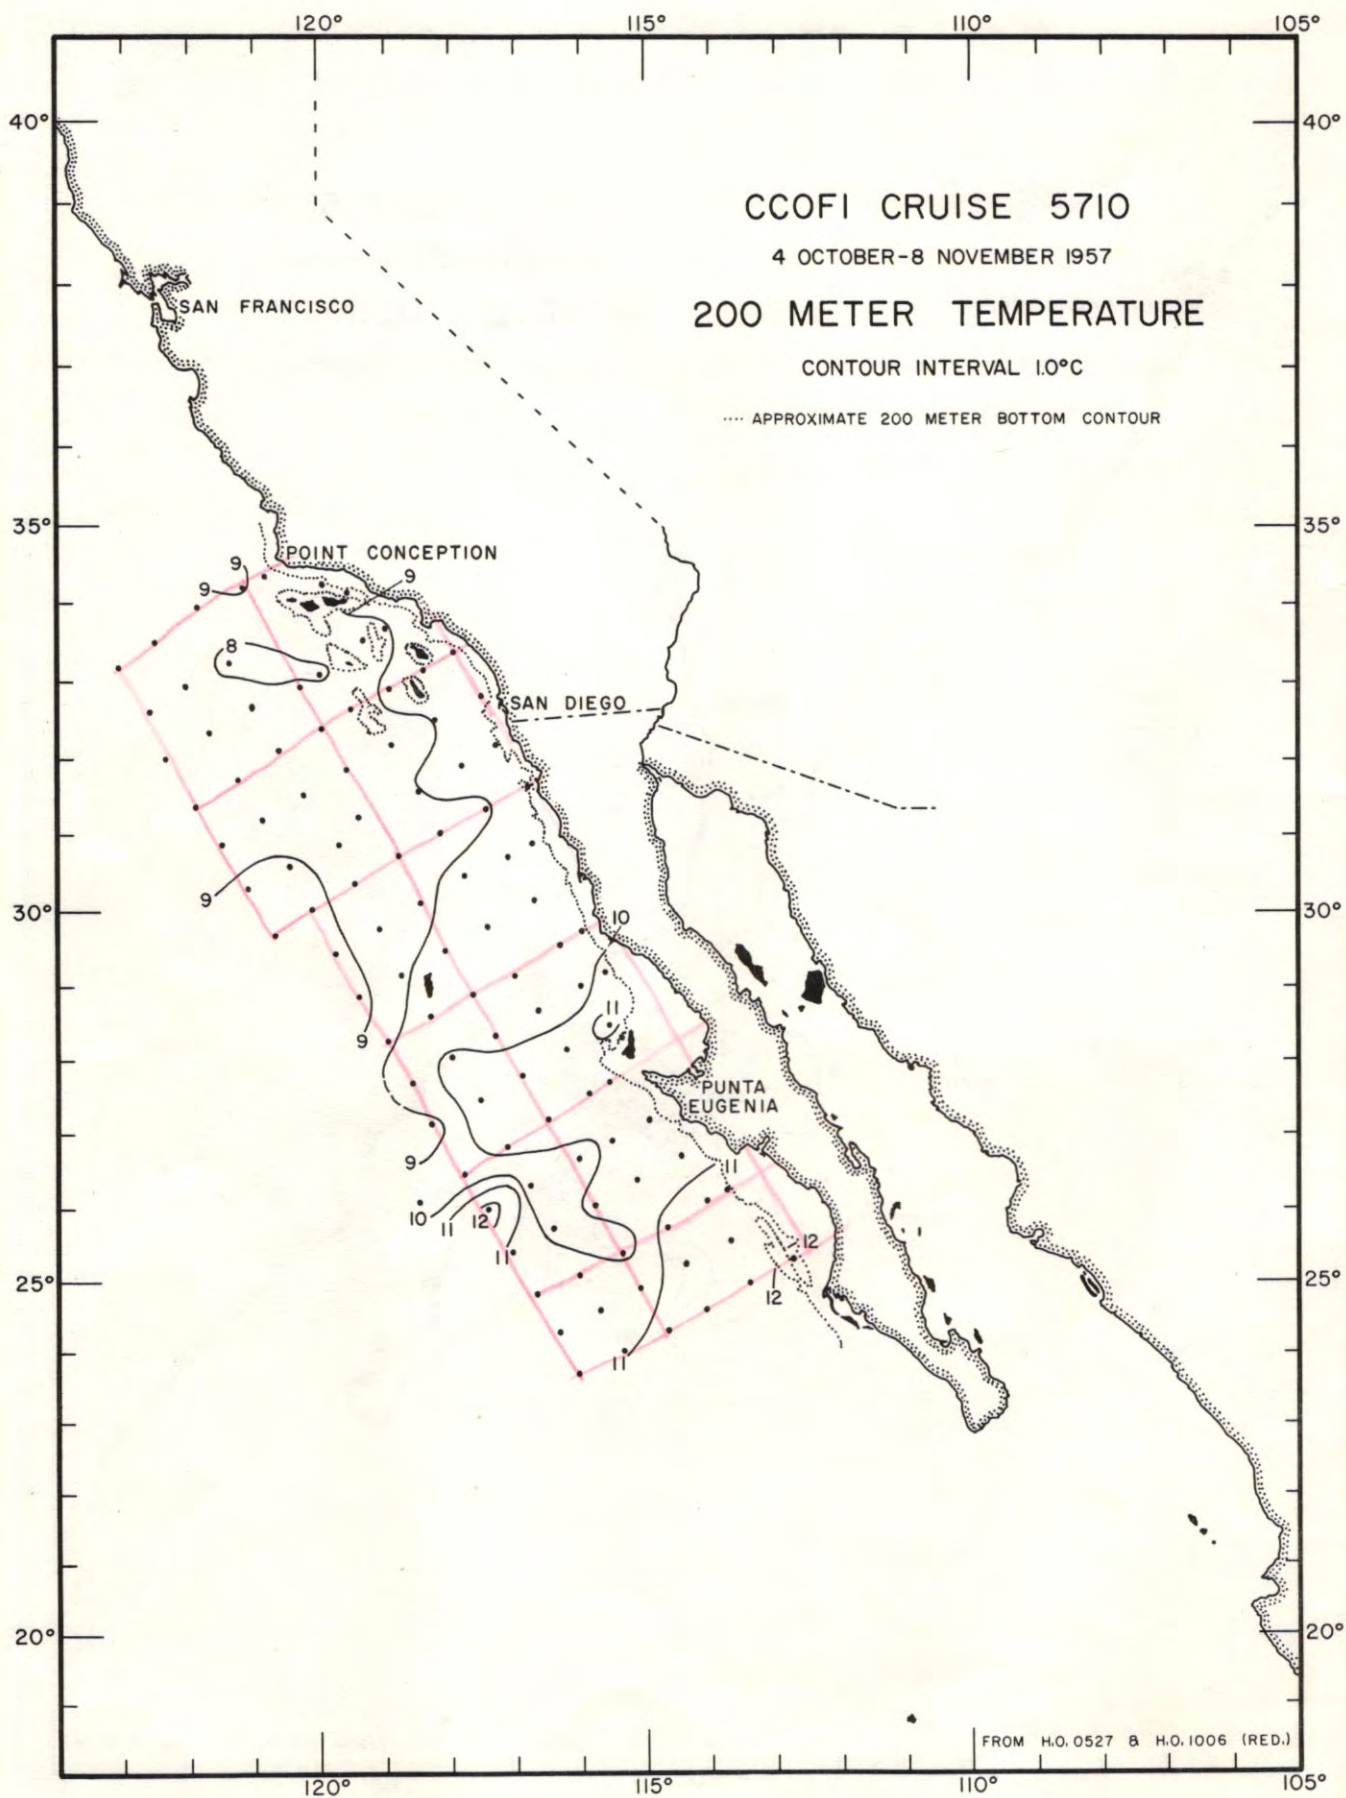 120° 115° 110° 105°
40° 40°
CCOFI CRUISE 5710
4 OCTOBER-8 NOVEMBER 1957
200 METER TEMPERATURE
CONTOUR INTERVAL 1.0°C
···· APPROXIMATE 200 METER BOTTOM CONTOUR
SAN FRANCISCO
35° 35°
POINT CONCEPTION
9
9
9
8
SAN DIEGO
9
30° 30°
10
11
9
PUNTA
EUGENIA
9
11
10 11 12
11
12
12
25° 25°
11
20° 20°
FROM H.O. 0527 & H.O. 1006 (RED.)
120° 115° 110° 105°